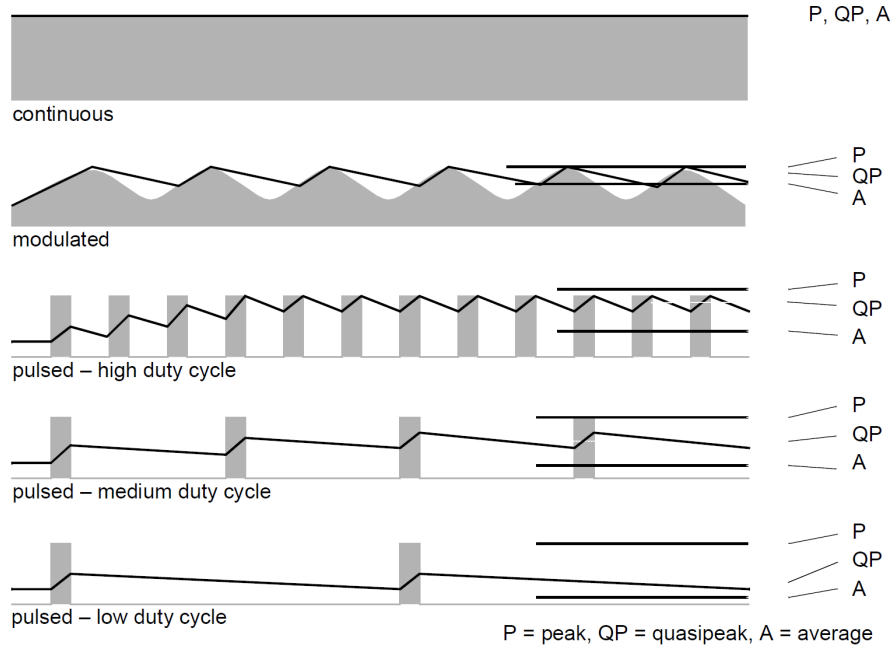 P, QP, A
continuous
P
QP
A
modulated
P
QP
A
pulsed – high duty cycle
P
QP
A
pulsed – medium duty cycle
P
QP
A
pulsed – low duty cycle
P = peak, QP = quasipeak, A = average